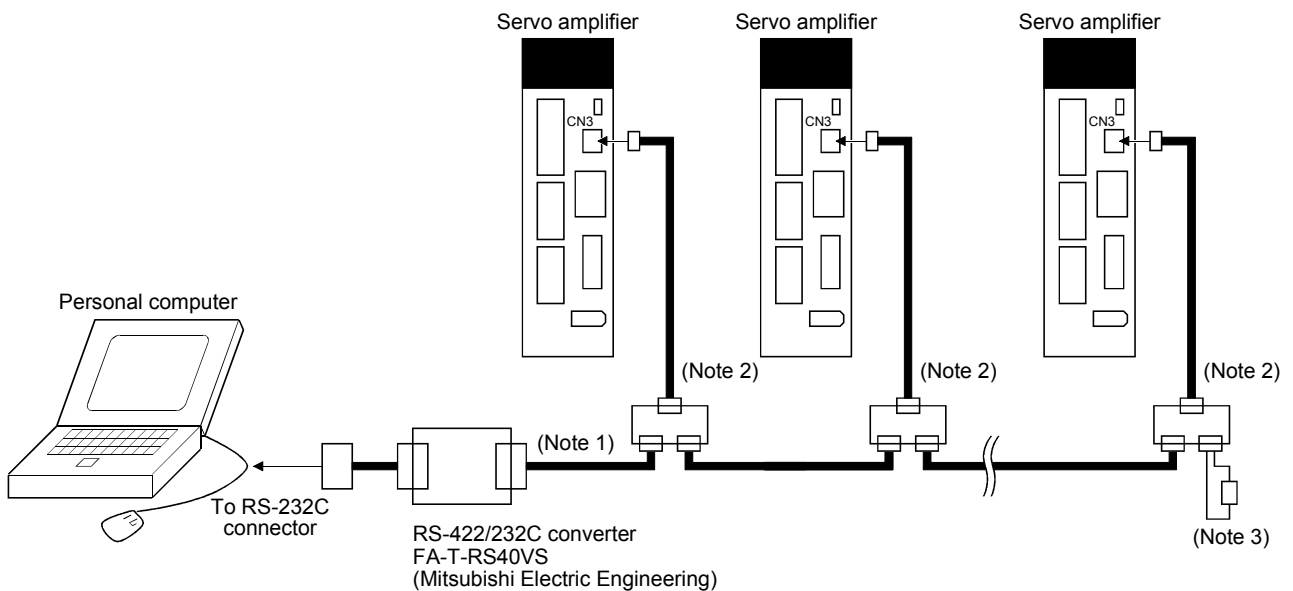 Servo amplifier
Servo amplifier
Servo amplifier
CN3
CN3
CN3
Personal computer
(Note 2)
(Note 2)
(Note 2)
(Note 1)
To RS-232C
connector
RS-422/232C converter
FA-T-RS40VS
(Mitsubishi Electric Engineering)
(Note 3)